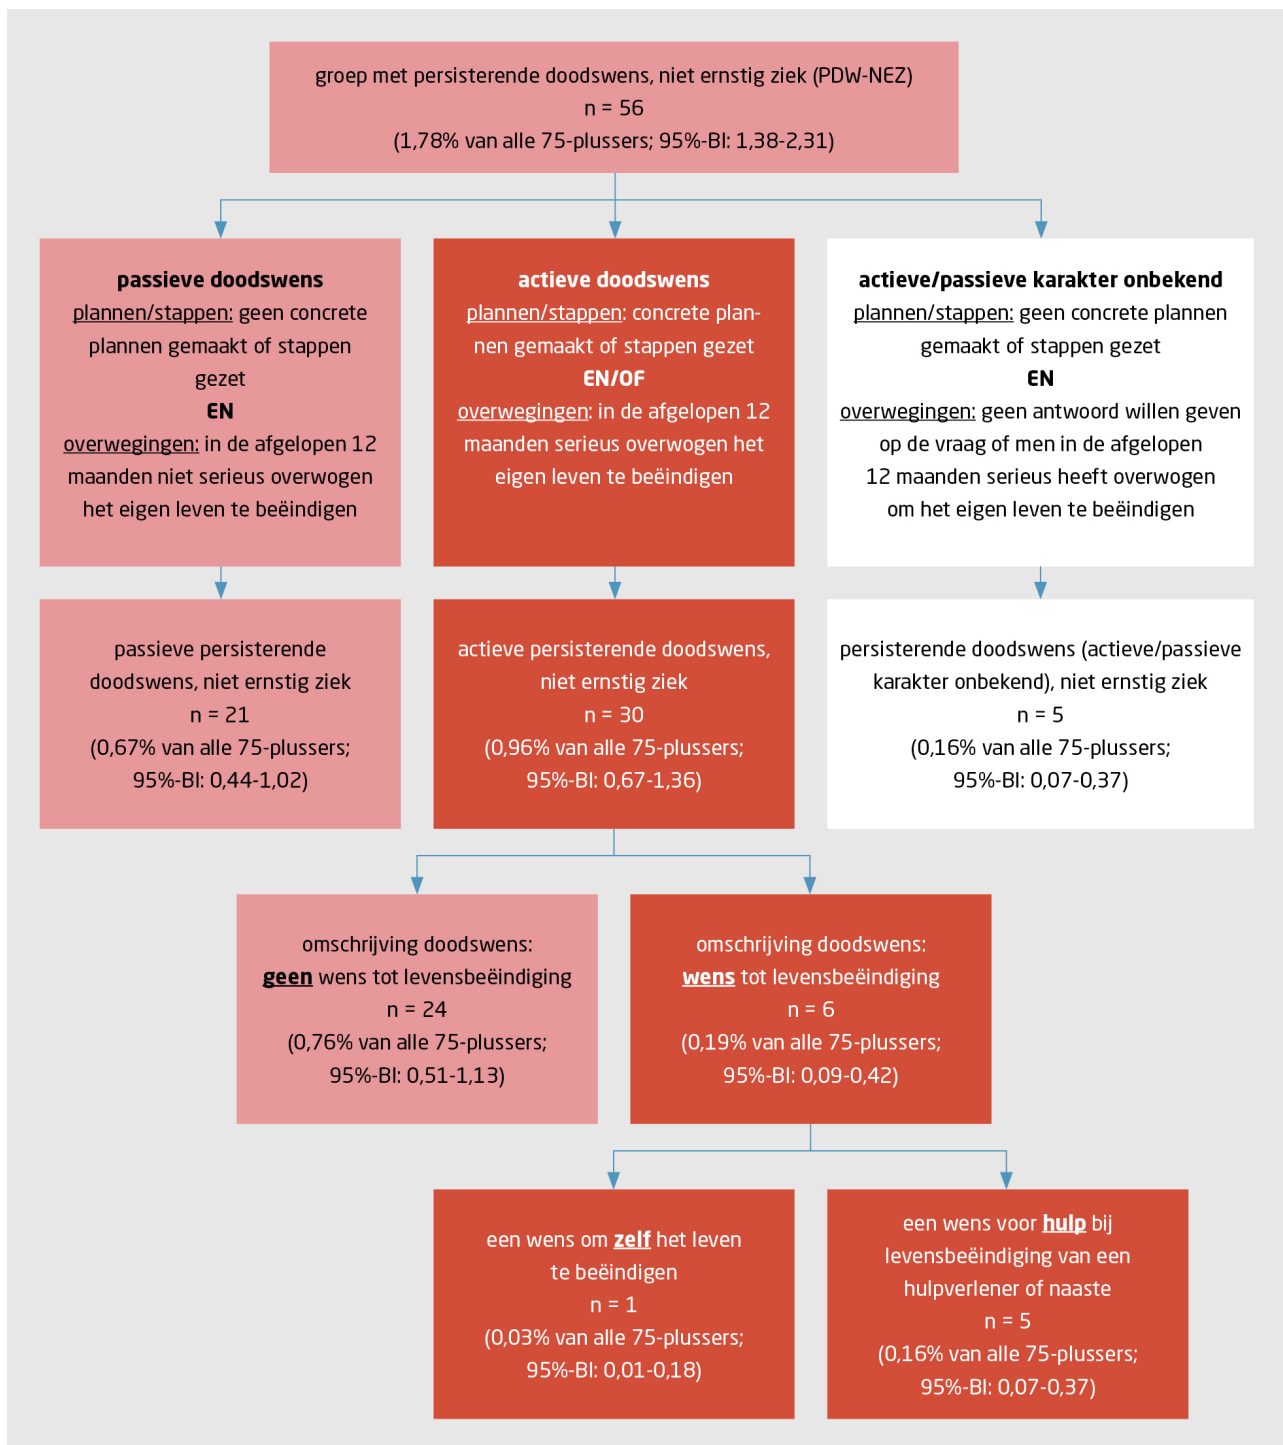 groep met persisterende doodswens, niet ernstig ziek (PDW-NEZ)
n = 56
(1,78% van alle 75-plussers; 95%-BI: 1,38-2,31)
passieve doodswens
plannen/stappen: geen concrete
plannen gemaakt of stappen
gezet
EN
overwegingen: in de afgelopen 12
maanden niet serieus overwogen
het eigen leven te beëindigen
actieve doodswens
plannen/stappen: concrete plan-
nen gemaakt of stappen gezet
EN/OF
overwegingen: in de afgelopen 12
maanden serieus overwogen het
eigen leven te beëindigen
actieve/passieve karakter onbekend
plannen/stappen: geen concrete plannen
gemaakt of stappen gezet
EN
overwegingen: geen antwoord willen geven
op de vraag of men in de afgelopen
12 maanden serieus heeft overwogen
om het eigen leven te beëindigen
passieve persisterende
doodswens, niet ernstig ziek
n = 21
(0,67% van alle 75-plussers;
95%-BI: 0,44-1,02)
actieve persisterende doodswens,
niet ernstig ziek
n = 30
(0,96% van alle 75-plussers;
95%-BI: 0,67-1,36)
persisterende doodswens (actieve/passieve
karakter onbekend), niet ernstig ziek
n = 5
(0,16% van alle 75-plussers;
95%-BI: 0,07-0,37)
omschrijving doodswens:
geen wens tot levensbeëindiging
n = 24
(0,76% van alle 75-plussers;
95%-BI: 0,51-1,13)
omschrijving doodswens:
wens tot levensbeëindiging
n = 6
(0,19% van alle 75-plussers;
95%-BI: 0,09-0,42)
een wens om zelf het leven
te beëindigen
n = 1
(0,03% van alle 75-plussers;
95%-BI: 0,01-0,18)
een wens voor hulp bij
levensbeëindiging van een
hulpverlener of naaste
n = 5
(0,16% van alle 75-plussers;
95%-BI: 0,07-0,37)